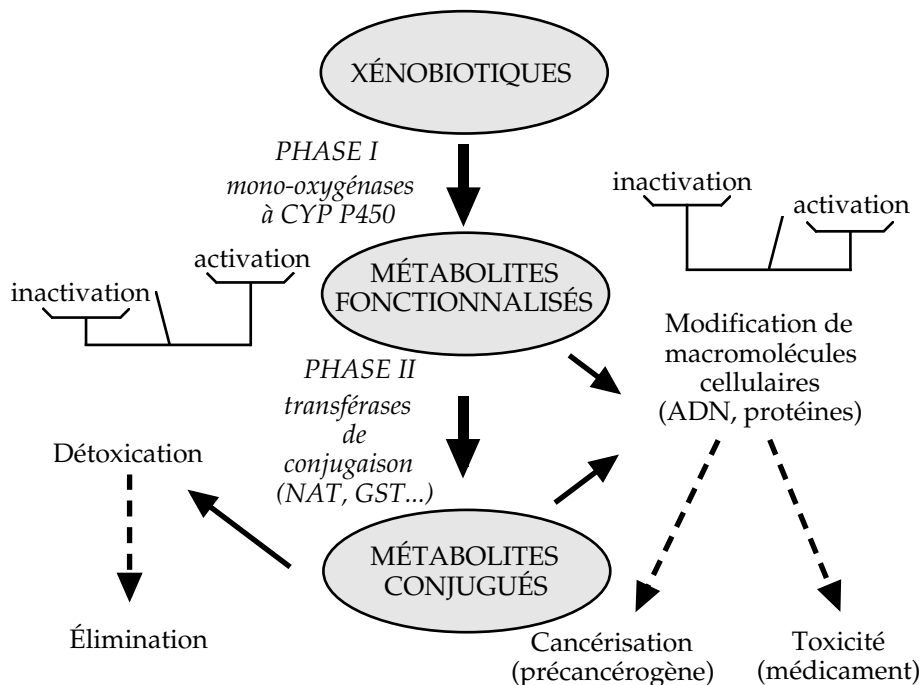 XÉNOBIOTIQUES
PHASE I
mono-oxygénases
à CYP P450
inactivation
activation
activation
inactivation
MÉTABOLITES
FONCTIONNALISÉS
Modification de
macromolécules
cellulaires
(ADN, protéines)
PHASE II
transférases
de
conjugaison
(NAT, GST...)
Détoxication
MÉTABOLITES
CONJUGUÉS
Élimination
Cancérisation
(précancérogène)
Toxicité
(médicament)